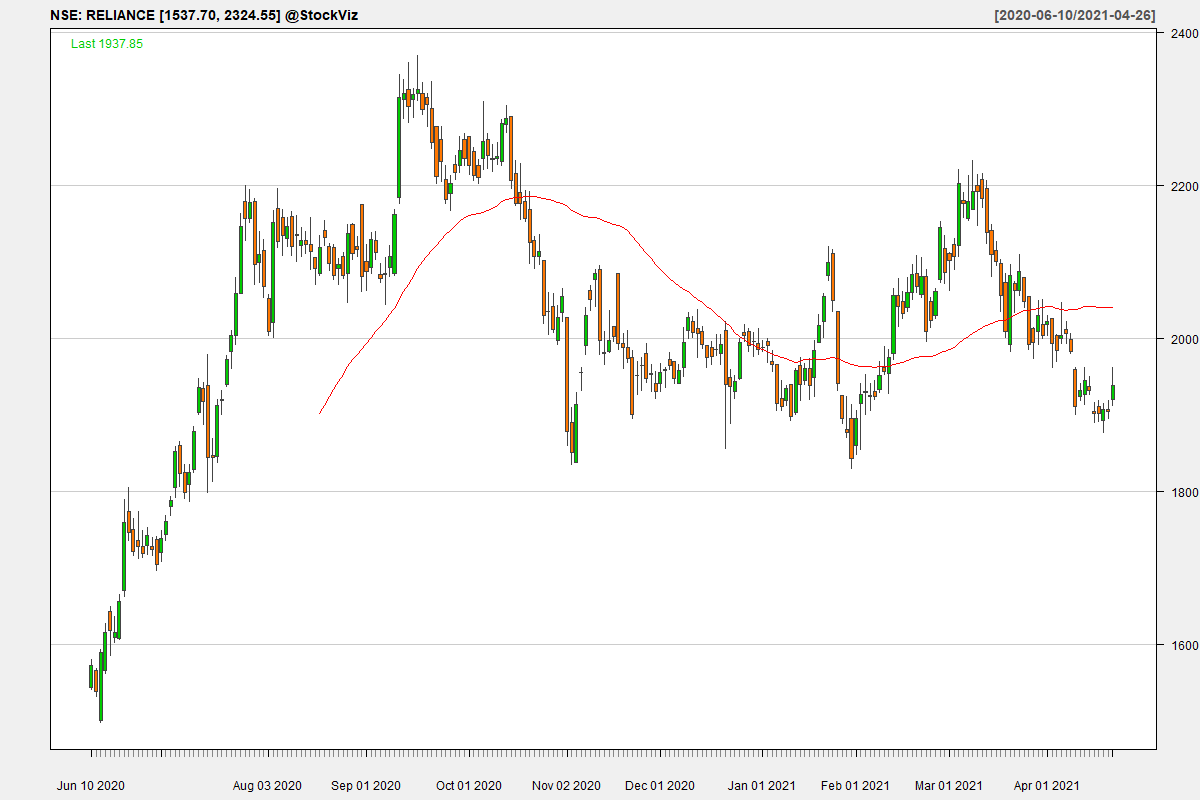 NSE: RELIANCE [1537.70, 2324.55] @StockViz [2020-06-10/2021-04-26]
Last 1937.85
2400
2200
2000
1800
1600
Jun 10 2020 Aug 03 2020 Sep 01 2020 Oct 01 2020 Nov 02 2020 Dec 01 2020 Jan 01 2021 Feb 01 2021 Mar 01 2021 Apr 01 2021